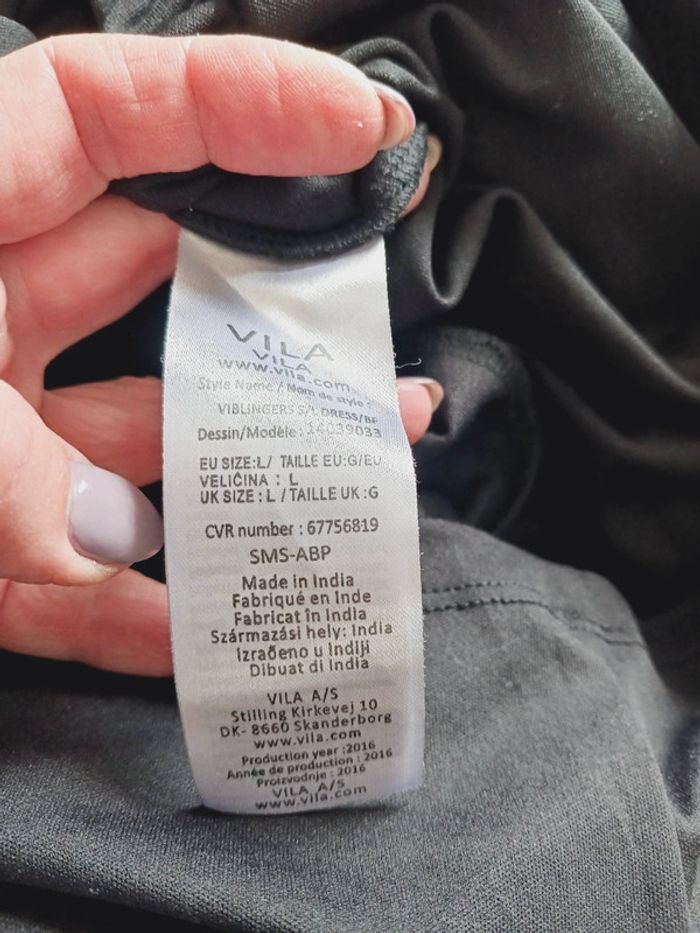 VILA
VILA
www.vila.com
Style Name / Nom de style :
VIBLINGERS S/L DRESS/BF
Dessin/Modèle : 14039033
EU SIZE:L/ TAILLE EU:G/EU
VELIČINA : L
UK SIZE : L / TAILLE UK :G
CVR number : 67756819
SMS-ABP
Made in India
Fabriqué en Inde
Fabricat în India
Származási hely: India
Izrađeno u Indiji
Dibuat di India
VILA A/S
Stilling Kirkevej 10
DK- 8660 Skanderborg
www.vila.com
Production year :2016
Année de production : 2016
Proizvodnje : 2016
VILA A/S
www.vila.com